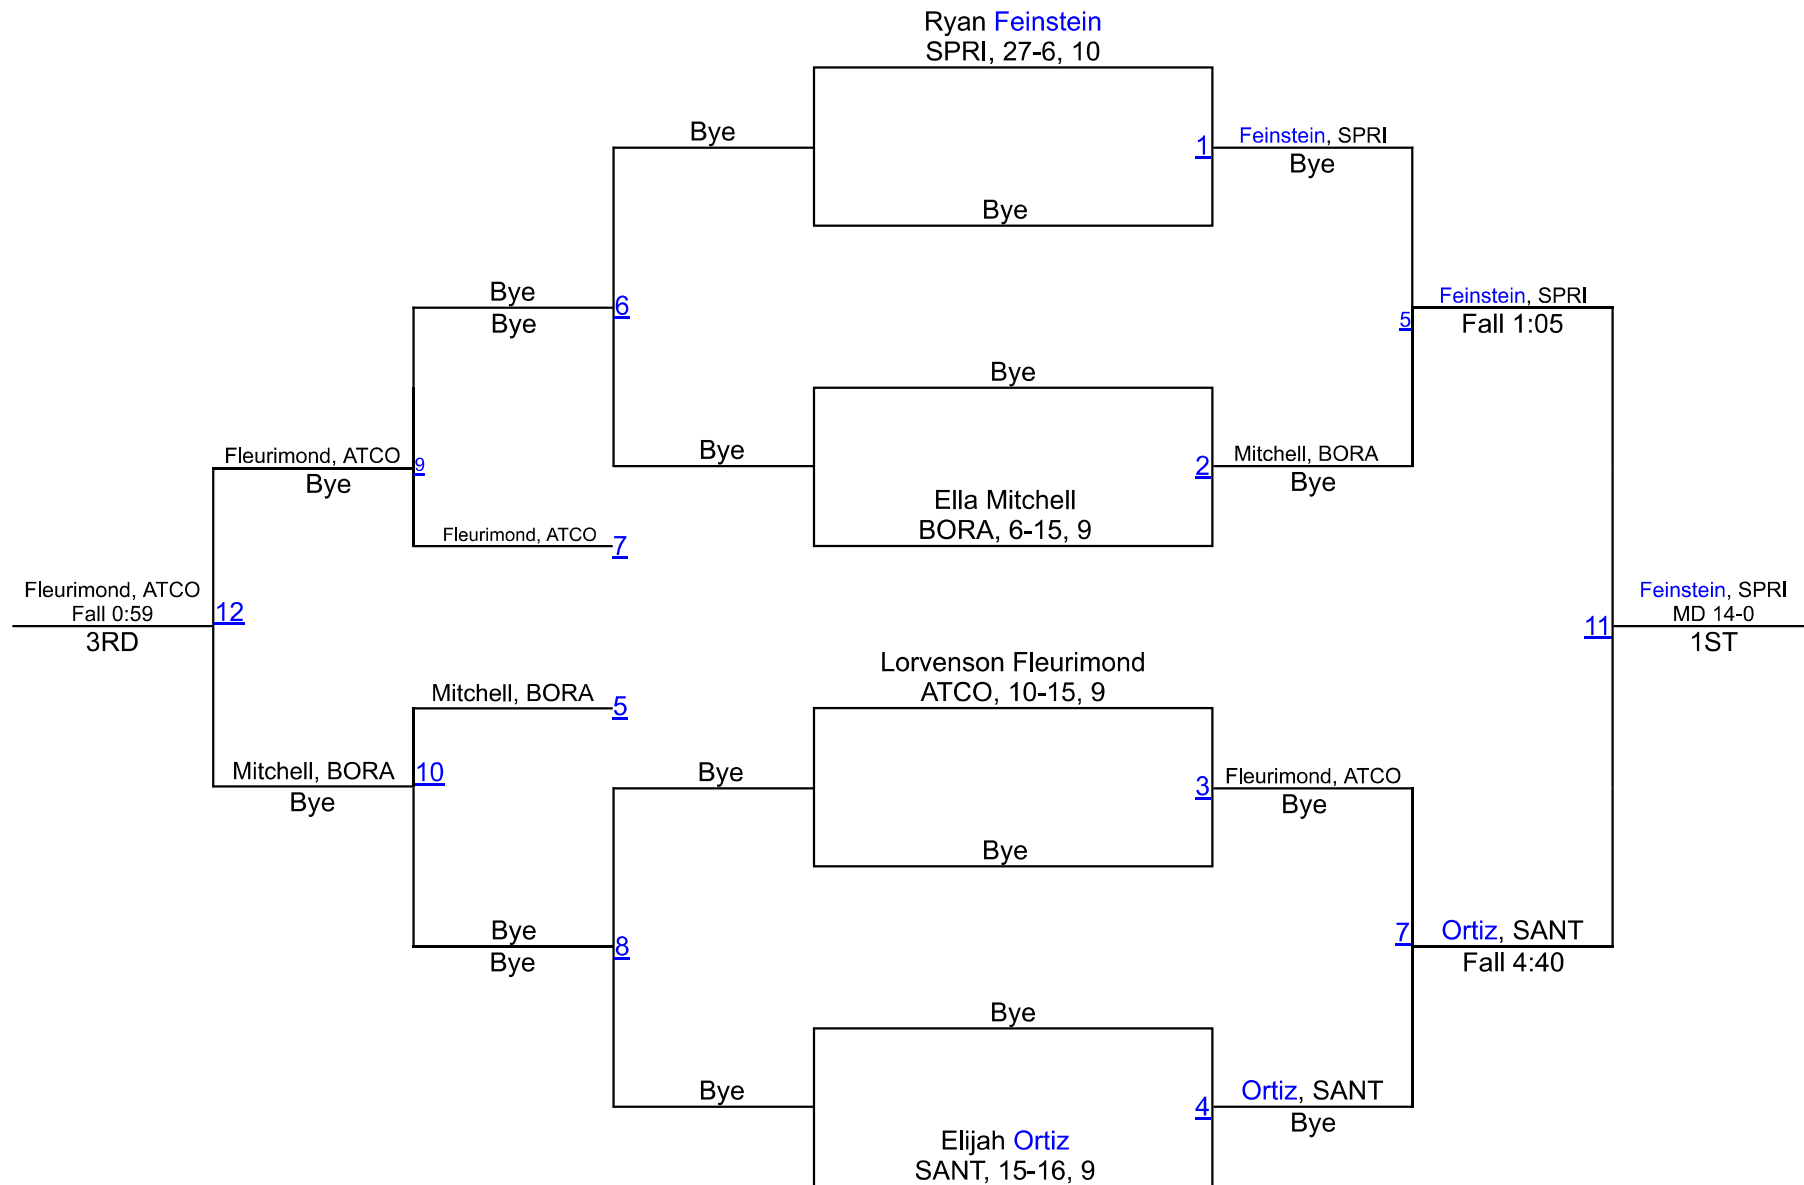 Ryan Feinstein
SPRI, 27-6, 10
Bye
1
Feinstein, SPRI
Bye
Bye
Bye
Bye
6
Feinstein, SPRI
Fall 1:05
5
Bye
Bye
2
Mitchell, BORA
Bye
Ella Mitchell
BORA, 6-15, 9
Fleurimond, ATCO
Bye
9
Fleurimond, ATCO
7
Fleurimond, ATCO
Fall 0:59
3RD
12
11
Feinstein, SPRI
MD 14-0
1ST
Lorvenson Fleurimond
ATCO, 10-15, 9
Mitchell, BORA
5
Mitchell, BORA
Bye
10
Bye
3
Fleurimond, ATCO
Bye
Bye
Bye
Bye
8
7
Ortiz, SANT
Fall 4:40
Bye
Bye
4
Ortiz, SANT
Bye
Elijah Ortiz
SANT, 15-16, 9